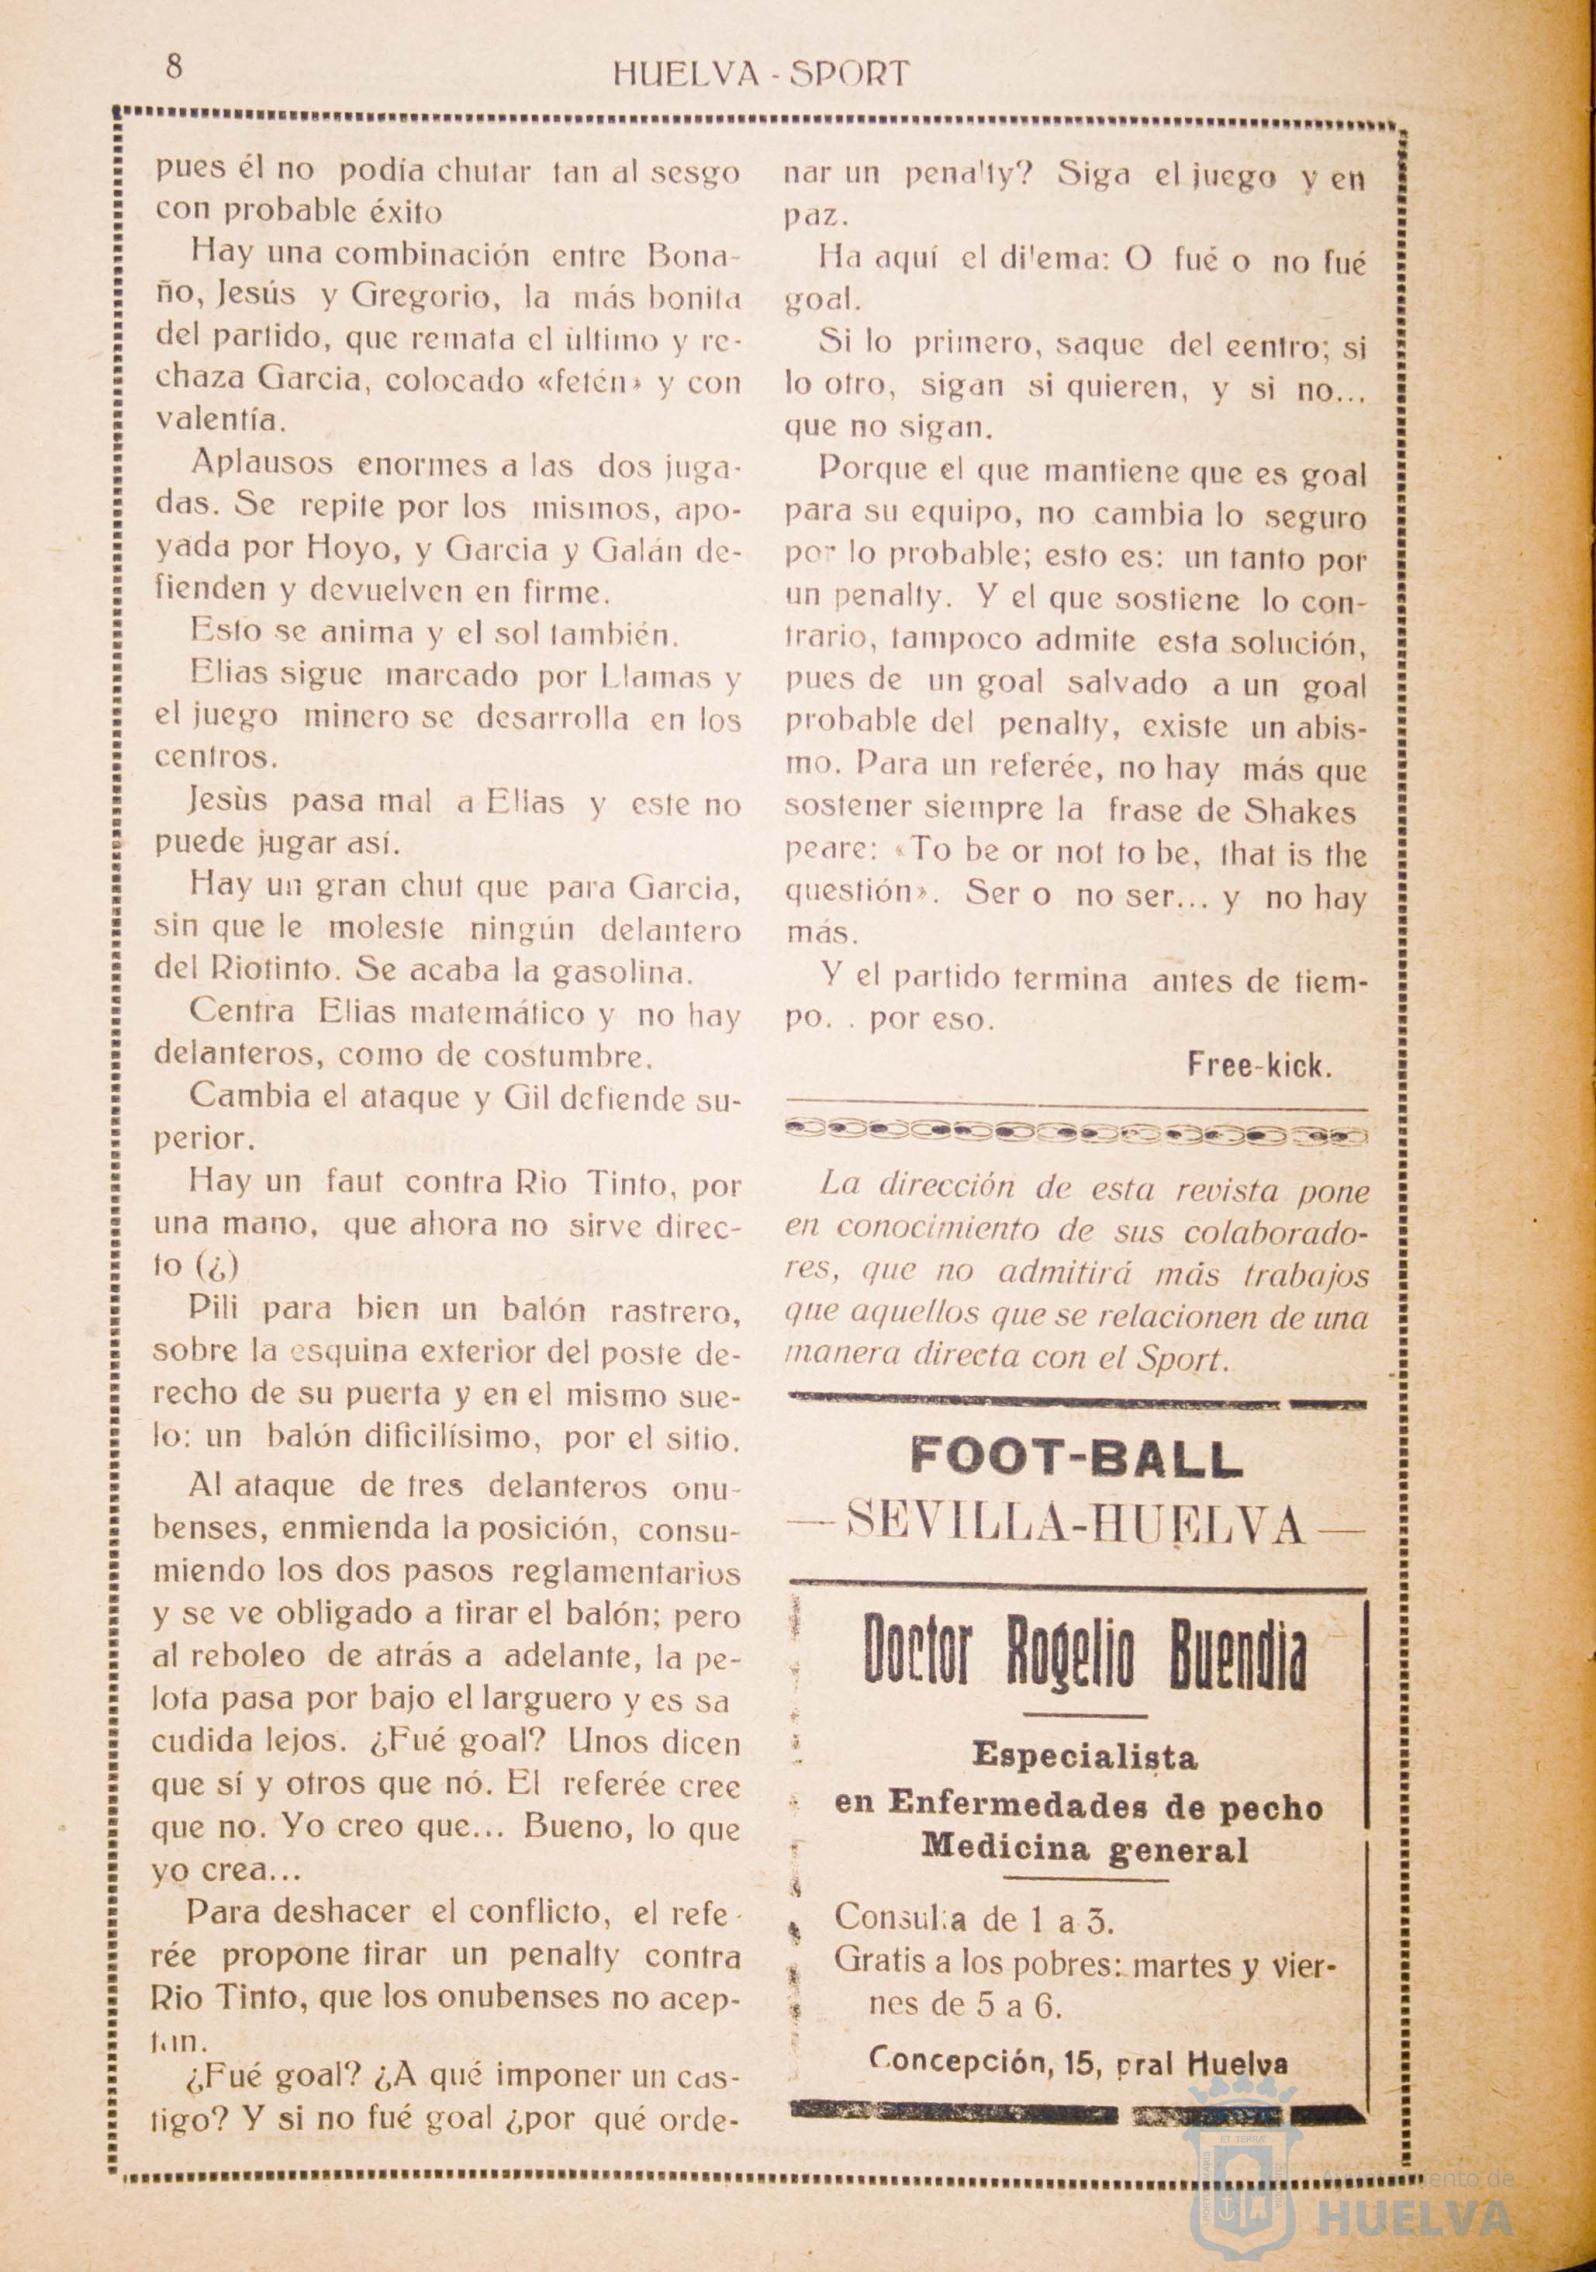 8
HUELVA - SPORT
pues él no podía chutar tan al sesgo
con probable éxito
Hay una combinación entre Bona-
ño, Jesús y Gregorio, la más bonita
del partido, que remata el ùltimo y re-
chaza Garcia, colocado «fetén» y con
valentía.
Aplausos enormes a las dos juga-
das. Se repite por los mismos, apo-
yada por Hoyo, y Garcia y Galán de-
fienden y devuelven en firme.
Esto se anima y el sol también.
Elias sigue marcado por Llamas y
el juego minero se desarrolla en los
centros.
Jesùs pasa mal a Elias y este no
puede jugar así.
Hay un gran chut que para Garcia,
sin que le moleste ningún delantero
del Riotinto. Se acaba la gasolina.
Centra Elias matemático y no hay
delanteros, como de costumbre.
Cambia el ataque y Gil defiende su-
perior.
Hay un faut contra Rio Tinto, por
una mano, que ahora no sirve direc-
to (¿)
Pili para bien un balón rastrero,
sobre la esquina exterior del poste de-
recho de su puerta y en el mismo sue-
lo: un balón dificilísimo, por el sitio.
Al ataque de tres delanteros onu-
benses, enmienda la posición, consu-
miendo los dos pasos reglamentarios
y se ve obligado a tirar el balón; pero
al reboleo de atrás a adelante, la pe-
lota pasa por bajo el larguero y es sa
cudida lejos. ¿Fué goal? Unos dicen
que sí y otros que nó. El referée cree
que no. Yo creo que... Bueno, lo que
yo crea...
Para deshacer el conflicto, el refe-
rée propone tirar un penalty contra
Rio Tinto, que los onubenses no acep-
tan.
¿Fué goal? ¿A qué imponer un cas-
tigo? Y si no fué goal ¿por qué orde-
nar un penalty? Siga el juego y en
paz.
Ha aquí el dilema: O fué o no fué
goal.
Si lo primero, saque del eentro; si
lo otro, sigan si quieren, y si no...
que no sigan.
Porque el que mantiene que es goal
para su equipo, no cambia lo seguro
por lo probable; esto es: un tanto por
un penalty. Y el que sostiene lo con-
trario, tampoco admite esta solución,
pues de un goal salvado a un goal
probable del penalty, existe un abis-
mo. Para un referée, no hay más que
sostener siempre la frase de Shakes
peare: «To be or not to be, that is the
questión». Ser o no ser... y no hay
más.
Y el partido termina antes de tiem-
po. . por eso.
Free-kick.
La dirección de esta revista pone
en conocimiento de sus colaborado-
res, que no admitirá más trabajos
que aquellos que se relacionen de una
manera directa con el Sport.
FOOT-BALL
— SEVILLA-HUELVA —
Doctor Rogelio Buendia
Especialista
en Enfermedades de pecho
Medicina general
Consulta de 1 a 3.
Gratis a los pobres: martes y vier-
nes de 5 a 6.
Concepción, 15, pral Huelva
Ayuntamiento de
HUELVA